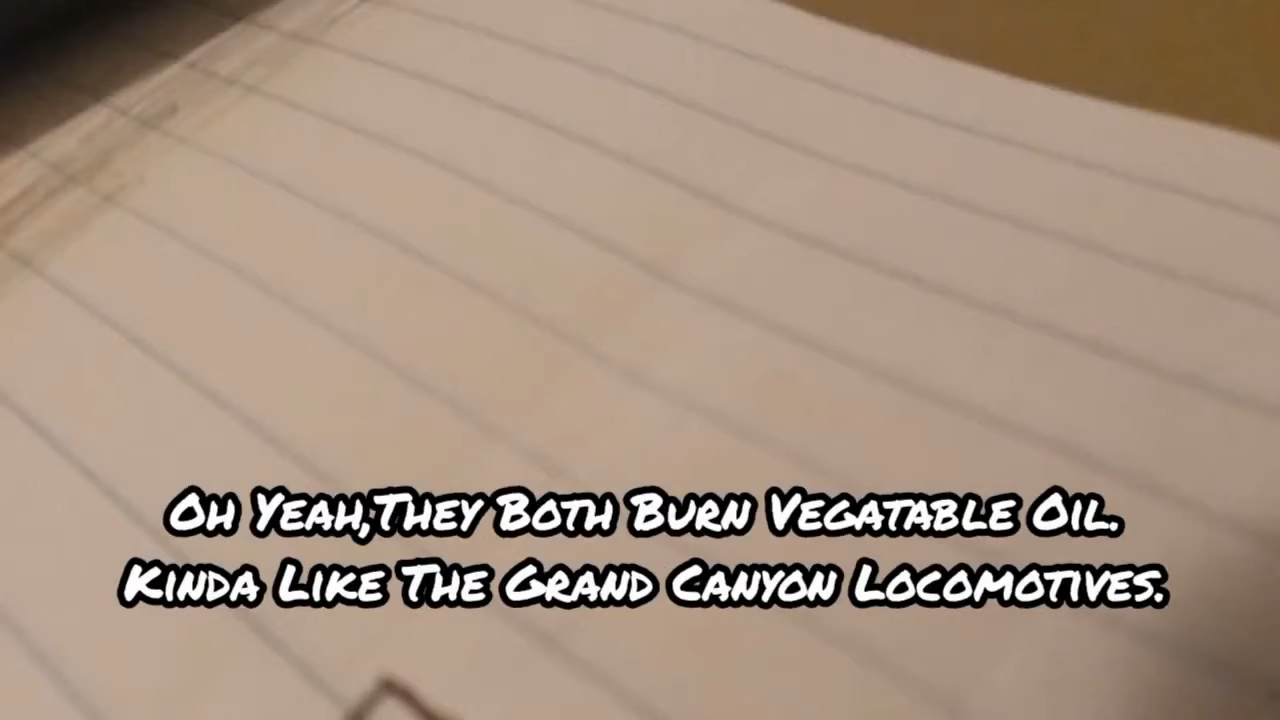 Oh Yeah,They Both Burn Vegatable Oil.
Kinda Like The Grand Canyon Locomotives.